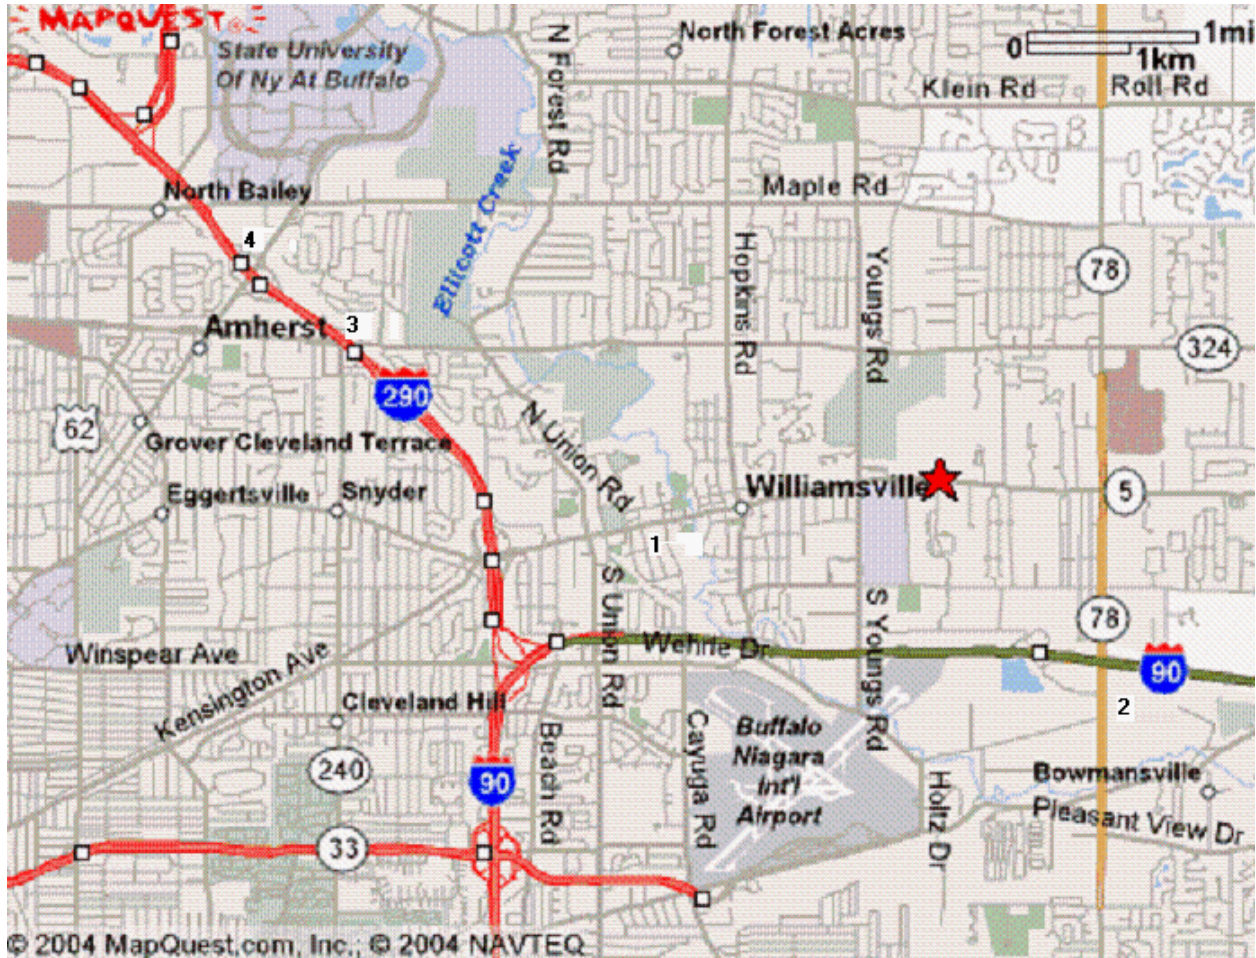 MAPQUEST
State University
Of Ny At Buffalo
N Forest Rd
North Forest Acres
0
1mi
1km
Klein Rd
Roll Rd
North Bailey
Maple Rd
Ellicott Creek
4
Hopkins Rd
Youngs Rd
78
Amherst
3
324
290
62
Grover Cleveland Terrace
N Union Rd
Eggertsville
Snyder
Williamsville
5
1
S Union Rd
S Youngs Rd
78
Winspear Ave
Wehrle Dr
90
Kensington Ave
Cleveland Hill
2
Beach Rd
Cayuga Rd
Buffalo
Niagara
Int'l
Airport
240
90
Holtz Dr
Bowmansville
Pleasant View Dr
33
© 2004 MapQuest.com, Inc.; © 2004 NAVTEQ